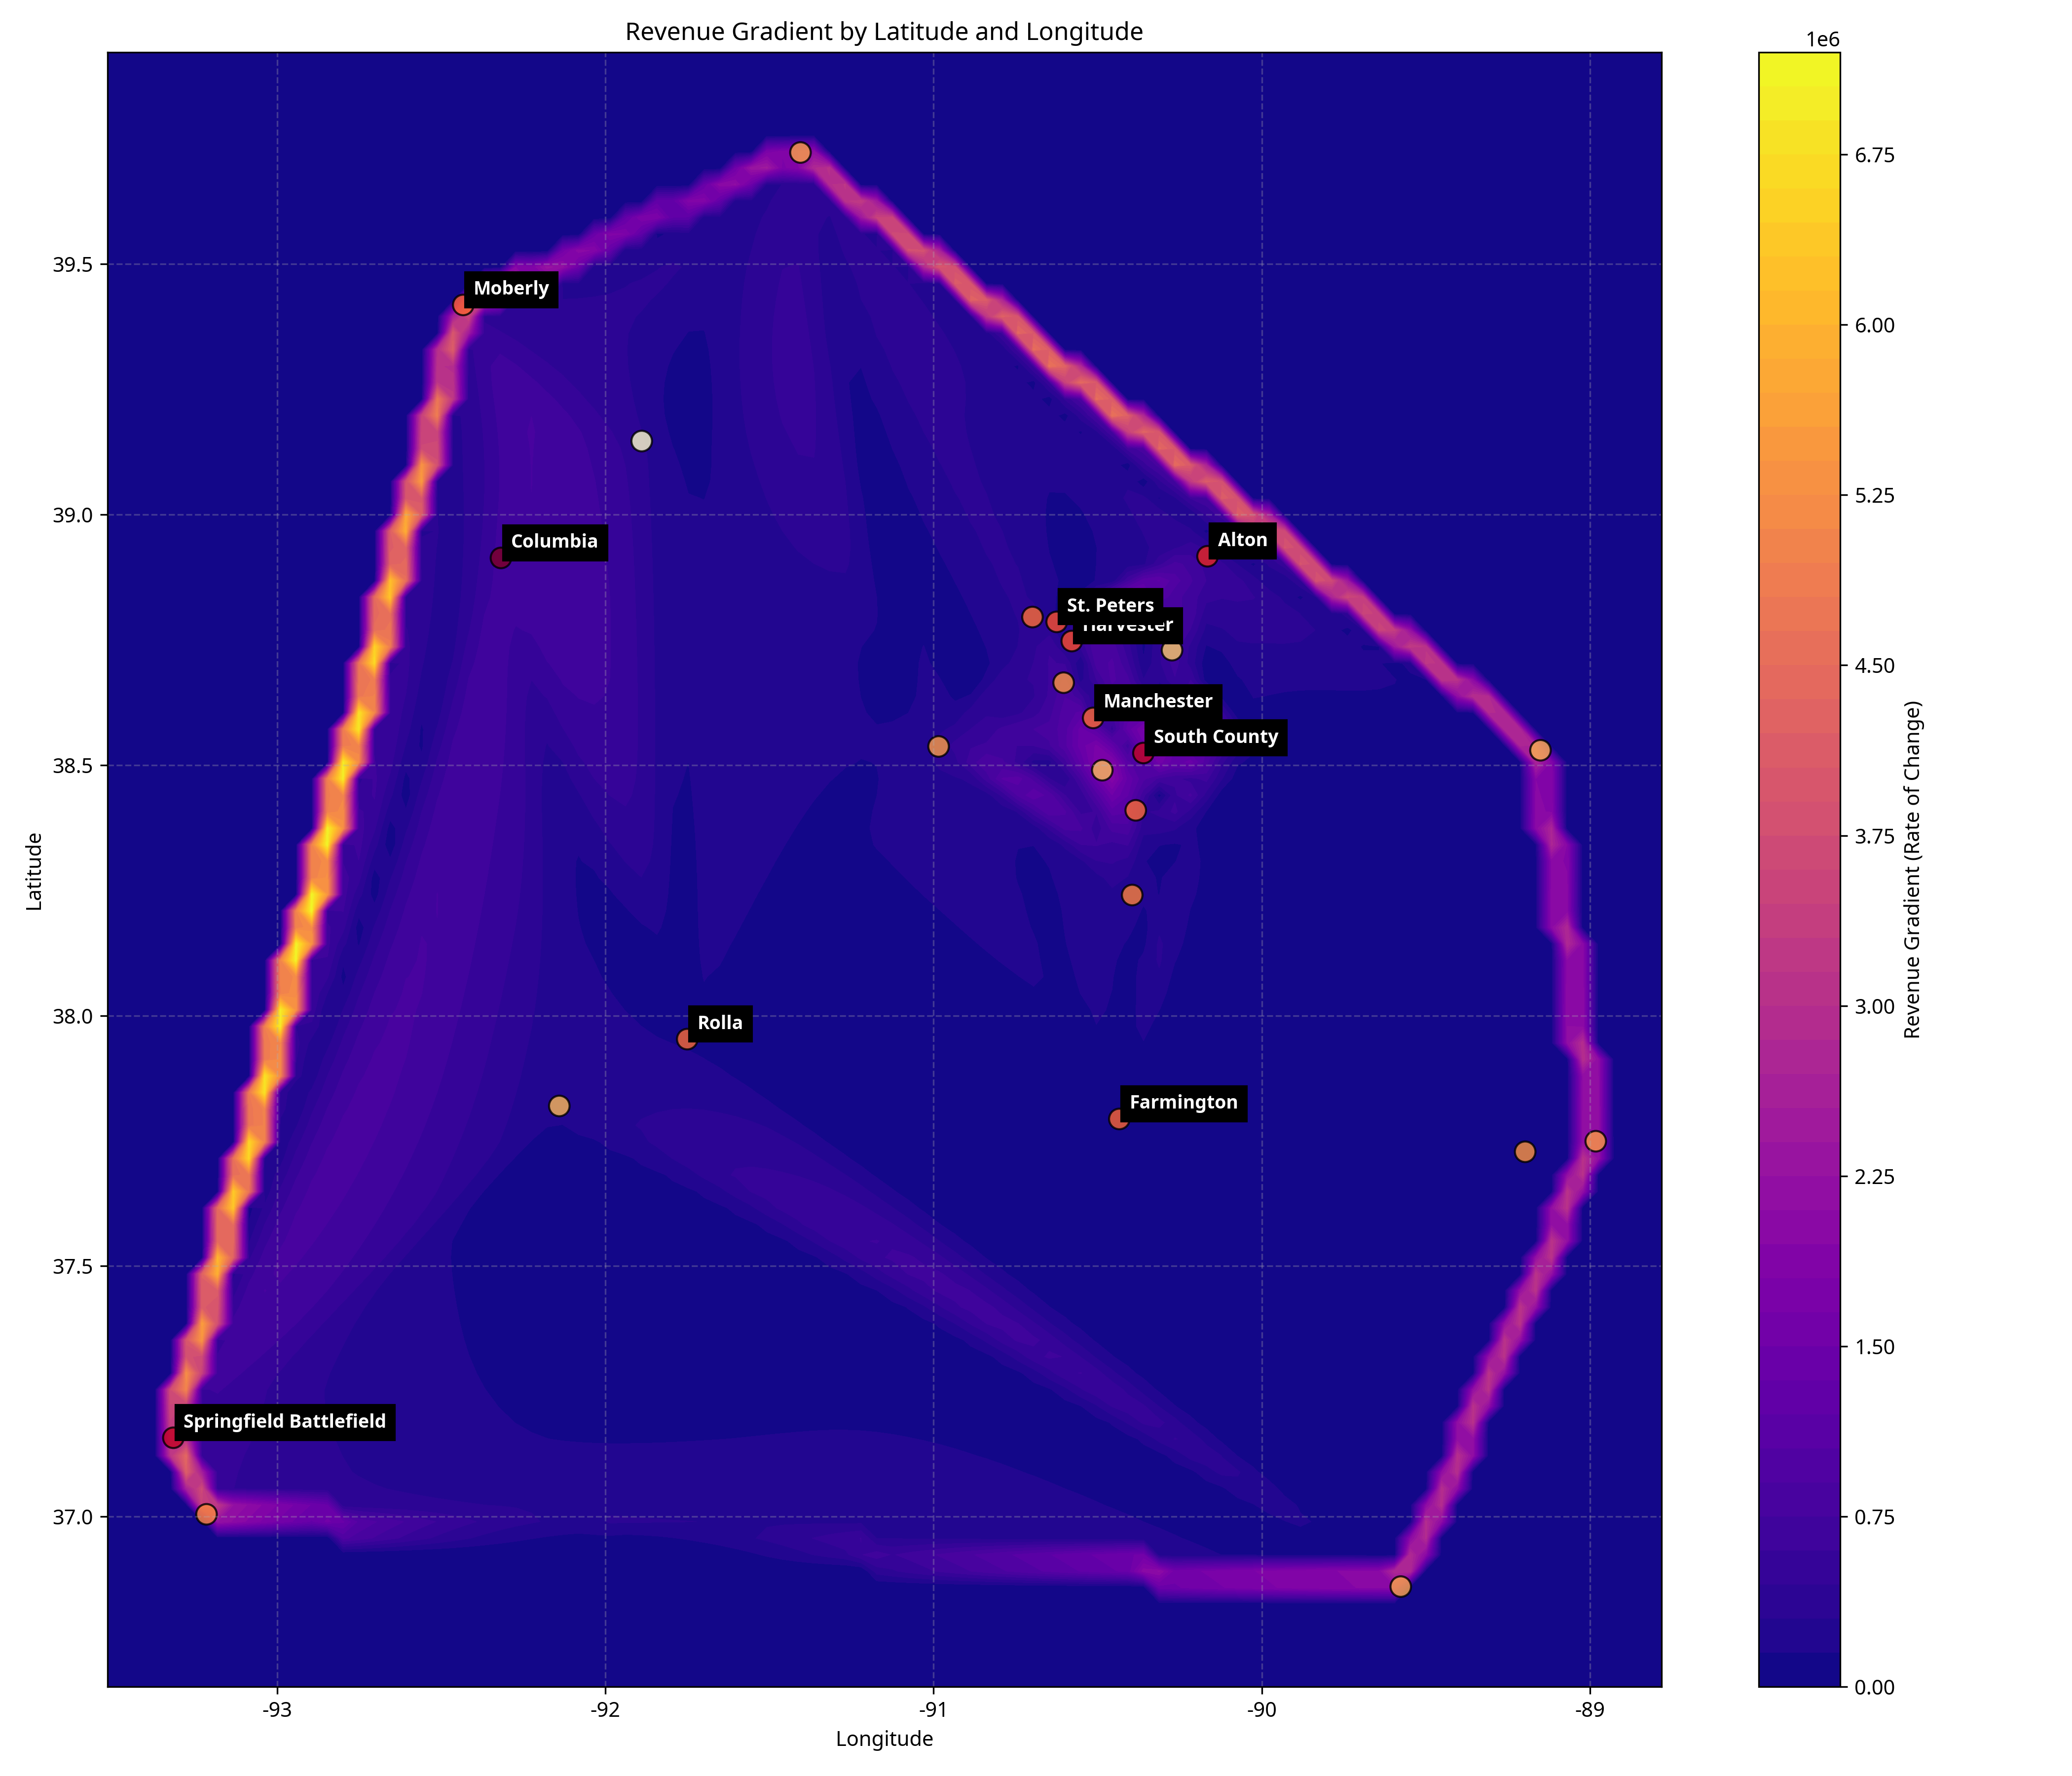 Revenue Gradient by Latitude and Longitude
1e6
Moberly
Columbia
Alton
St. Peters
Harvester
Manchester
South County
Rolla
Farmington
Springfield Battlefield
39.5
39.0
38.5
38.0
37.5
37.0
Latitude
-93
-92
-91
-90
-89
Longitude
6.75
6.00
5.25
4.50
3.75
3.00
2.25
1.50
0.75
0.00
Revenue Gradient (Rate of Change)